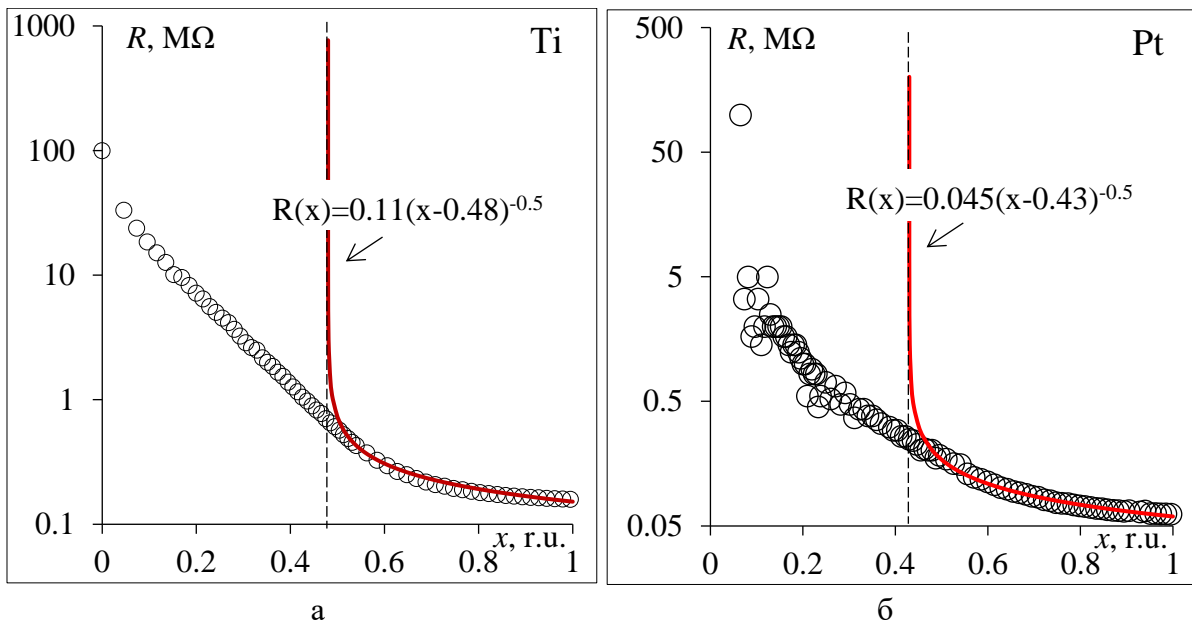 1000
R, MΩ
Ti
100
10
1
0.1
R(x)=0.11(x-0.48)-0.5
0
0.2
0.4
0.6
0.8
1
x, r.u.
а
500
R, MΩ
Pt
50
5
0.5
0.05
R(x)=0.045(x-0.43)-0.5
0
0.2
0.4
0.6
0.8
1
x, r.u.
б